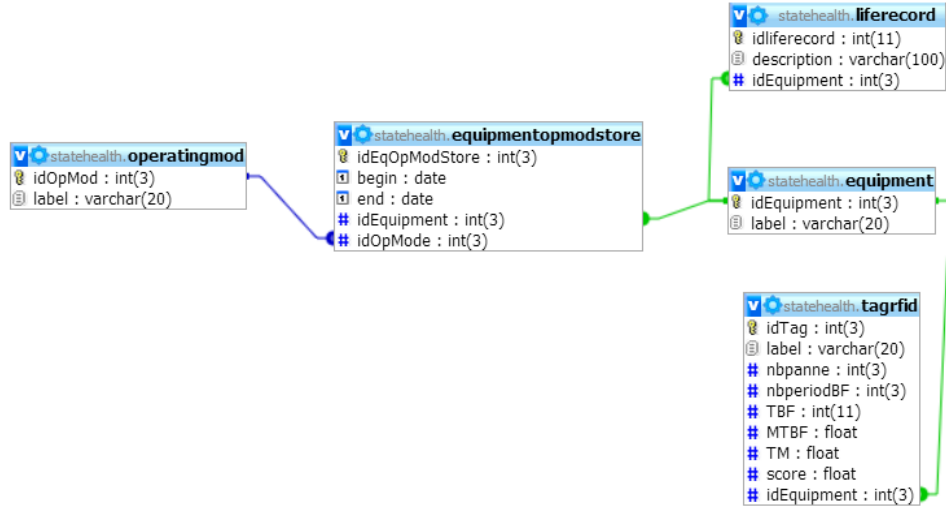 statehealth.liferecord
idliferecord : int(11)
description : varchar(100)
# idEquipment : int(3)
statehealth.equipmentopmodstore
idEqOpModStore : int(3)
begin : date
end : date
# idEquipment : int(3)
# idOpMode : int(3)
statehealth.operatingmod
idOpMod : int(3)
label : varchar(20)
statehealth.equipment
idEquipment : int(3)
label : varchar(20)
statehealth.tagrfid
idTag : int(3)
label : varchar(20)
# nbpanne : int(3)
# nbperiodBF : int(3)
# TBF : int(11)
# MTBF : float
# TM : float
# score : float
# idEquipment : int(3)